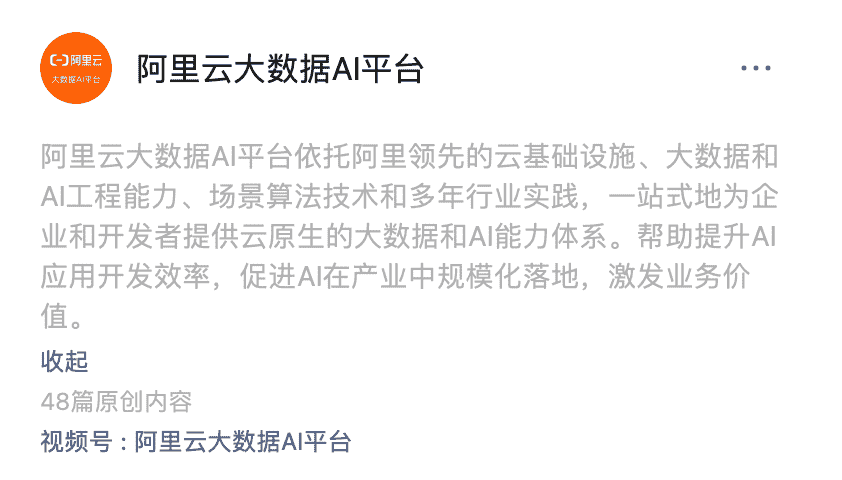 阿里云
大数据AI平台
阿里云大数据AI平台
阿里云大数据AI平台依托阿里领先的云基础设施、大数据和
AI工程能力、场景算法技术和多年行业实践，一站式地为企
业和开发者提供云原生的大数据和AI能力体系。帮助提升AI
应用开发效率，促进AI在产业中规模化落地，激发业务价
值。
收起
48篇原创内容
视频号：阿里云大数据AI平台